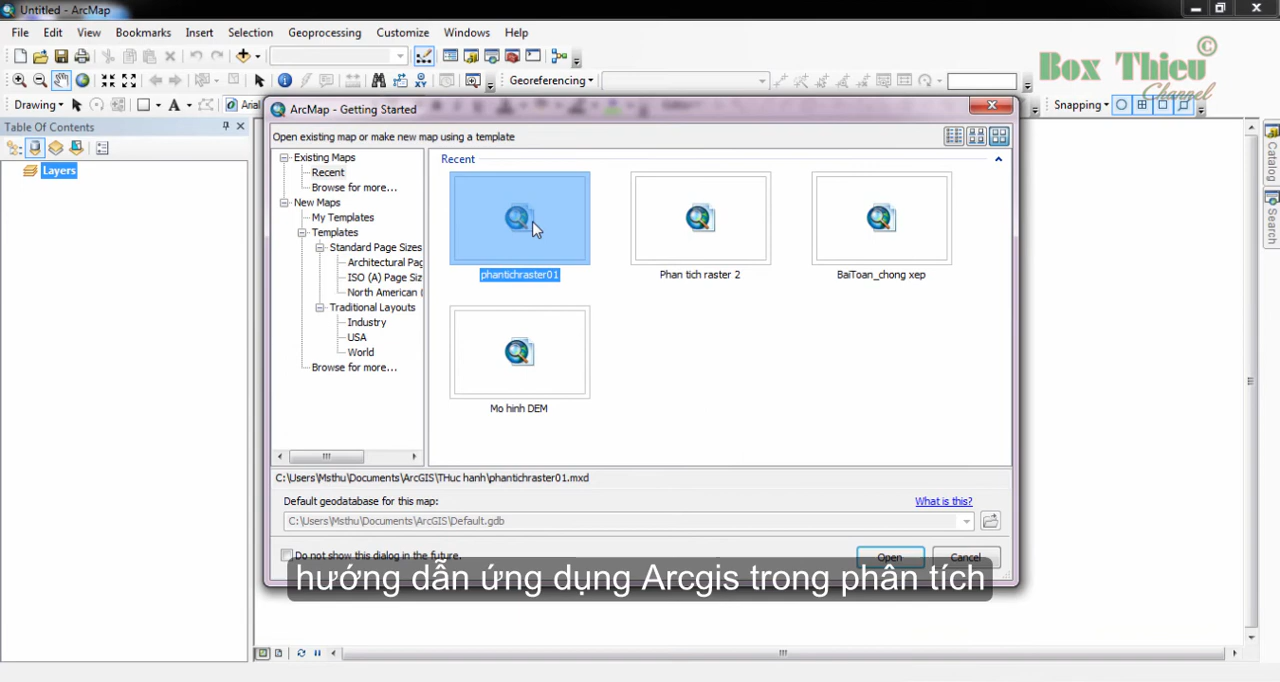 Untitled - ArcMap
File Edit View Bookmarks Insert Selection Geoprocessing Customize Windows Help
Georeferencing
Drawing A Arial
Snapping
Box Thieu ©
Channel
Table Of Contents
Layers
ArcMap - Getting Started
Open existing map or make new map using a template
Existing Maps
Recent
Browse for more...
New Maps
My Templates
Templates
Standard Page Sizes
Architectural Pag
ISO (A) Page Siz
North American (
Traditional Layouts
Industry
USA
World
Browse for more...
Recent
phantichraster01
Phan tich raster 2
BaiToan_chong xep
Mo hinh DEM
C:\Users\Msthu\Documents\ArcGIS\THuc hanh\phantichraster01.mxd
Default geodatabase for this map:
What is this?
C:\Users\Msthu\Documents\ArcGIS\Default.gdb
Do not show this dialog in the future.
Open
Cancel
hướng dẫn ứng dụng Arcgis trong phân tích
Catalog
Search